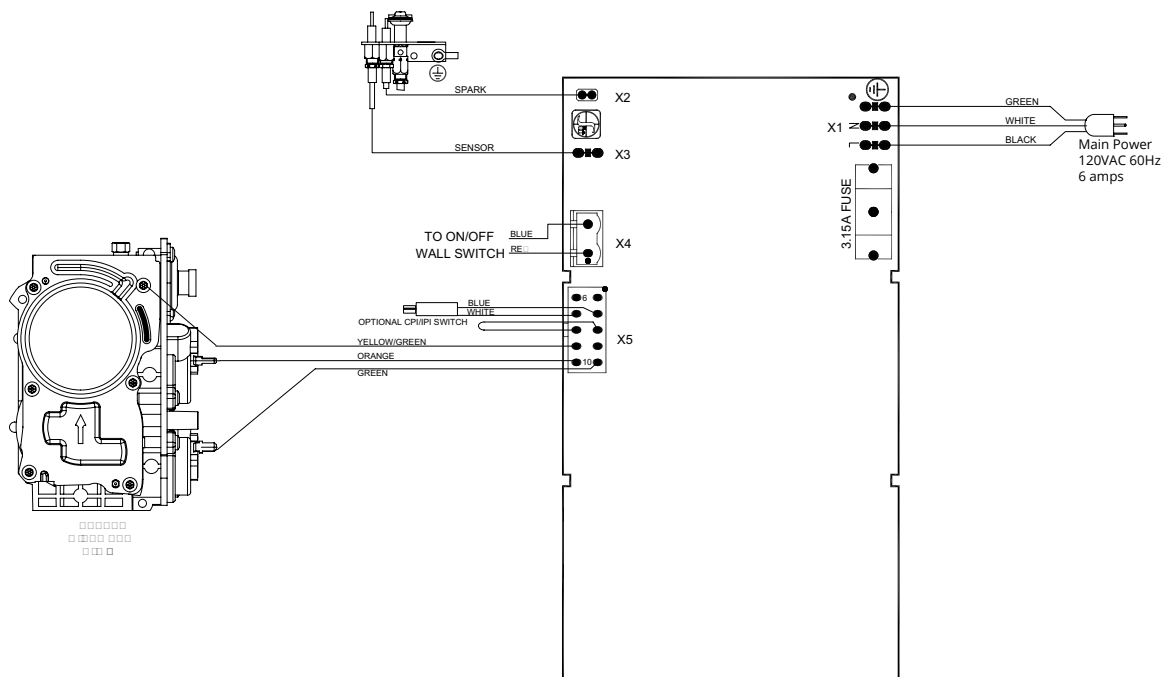 SPARK
X2
SENSOR
X3
X1
N
L
GREEN
WHITE
BLACK
Main Power
120VAC 60Hz
6 amps
3.15A FUSE
TO ON/OFF
WALL SWITCH
BLUE
X4
BLUE
WHITE
OPTIONAL CPI/IPI SWITCH
6
X5
YELLOW/GREEN
ORANGE
10
GREEN